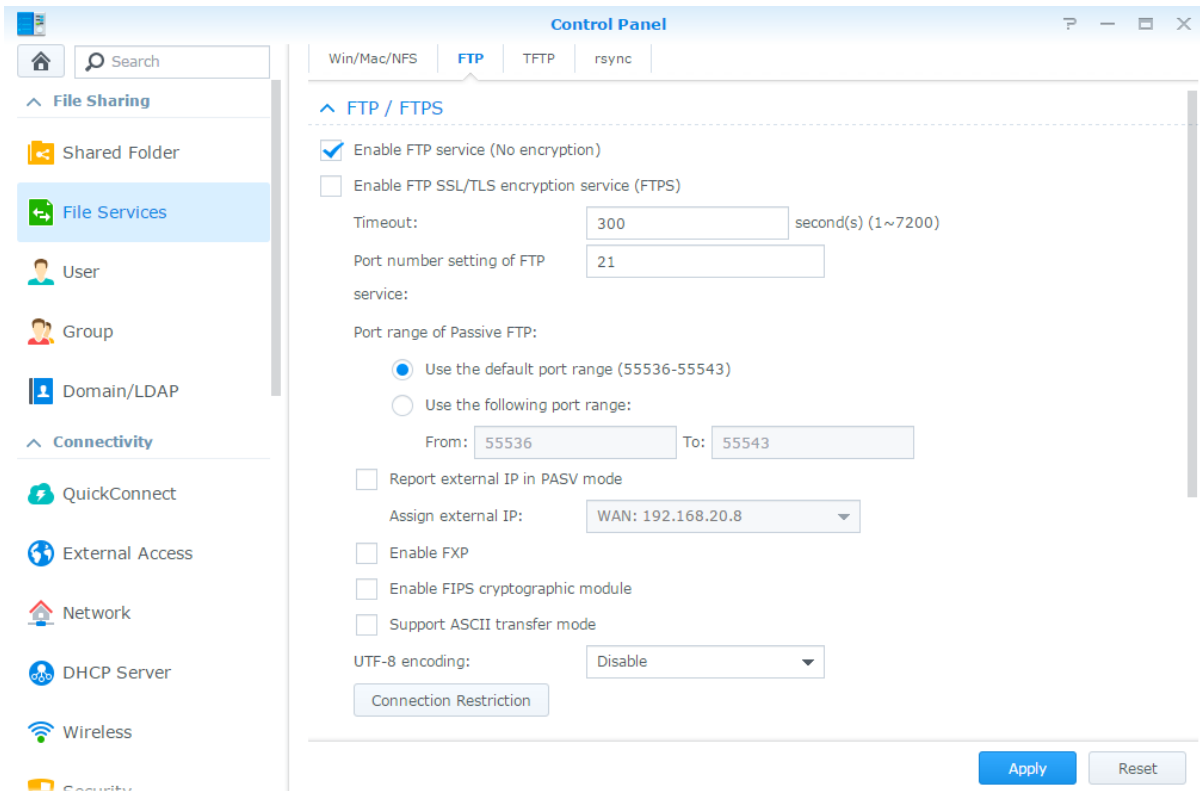 Control Panel
Search
File Sharing
Shared Folder
File Services
User
Group
Domain/LDAP
Connectivity
QuickConnect
External Access
Network
DHCP Server
Wireless
Security
Win/Mac/NFS FTP TFTP rsync
FTP / FTPS
Enable FTP service (No encryption)
Enable FTP SSL/TLS encryption service (FTPS)
Timeout: 300 second(s) (1~7200)
Port number setting of FTP 21
service:
Port range of Passive FTP:
Use the default port range (55536-55543)
Use the following port range:
From: 55536 To: 55543
Report external IP in PASV mode
Assign external IP: WAN: 192.168.20.8
Enable FXP
Enable FIPS cryptographic module
Support ASCII transfer mode
UTF-8 encoding: Disable
Connection Restriction
Apply Reset